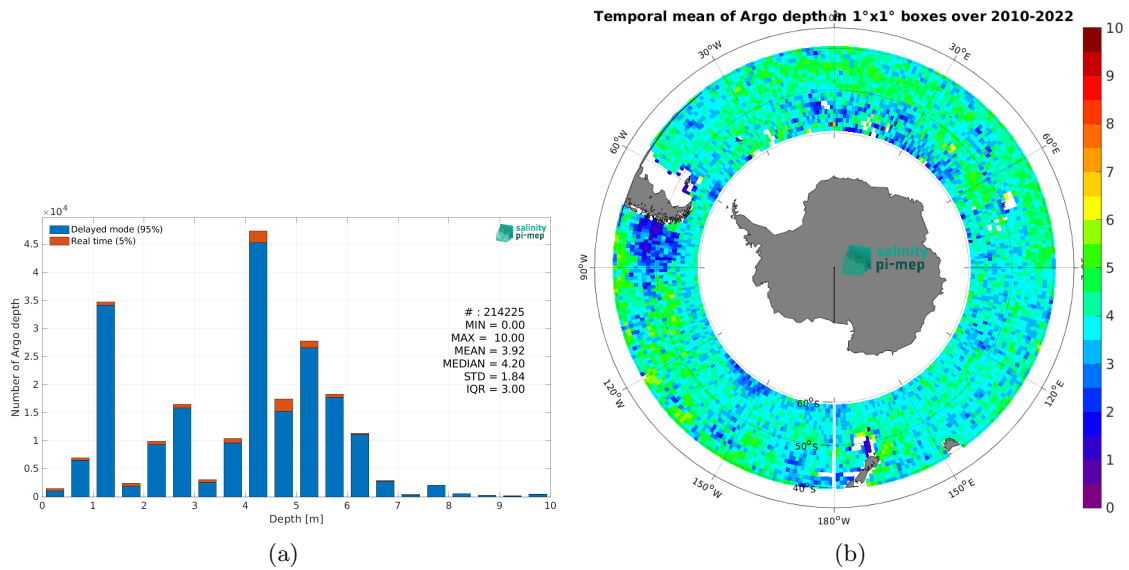 ×10⁴
Delayed mode (95%)
Real time (5%)
salinity
pi-mep
# : 214225
MIN = 0.00
MAX = 10.00
MEAN = 3.92
MEDIAN = 4.20
STD = 1.84
IQR = 3.00
Number of Argo depth
4.5
4
3.5
3
2.5
2
1.5
1
0.5
0
0 1 2 3 4 5 6 7 8 9 10
Depth [m]
(a)
Temporal mean of Argo depth in 1°x1° boxes over 2010-2022
30°W
30°E
60°W
60°E
90°W
120°W
120°E
150°W
150°E
180°W
60°S
50°S
40°S
salinity
pi-mep
10
9
8
7
6
5
4
3
2
1
0
(b)